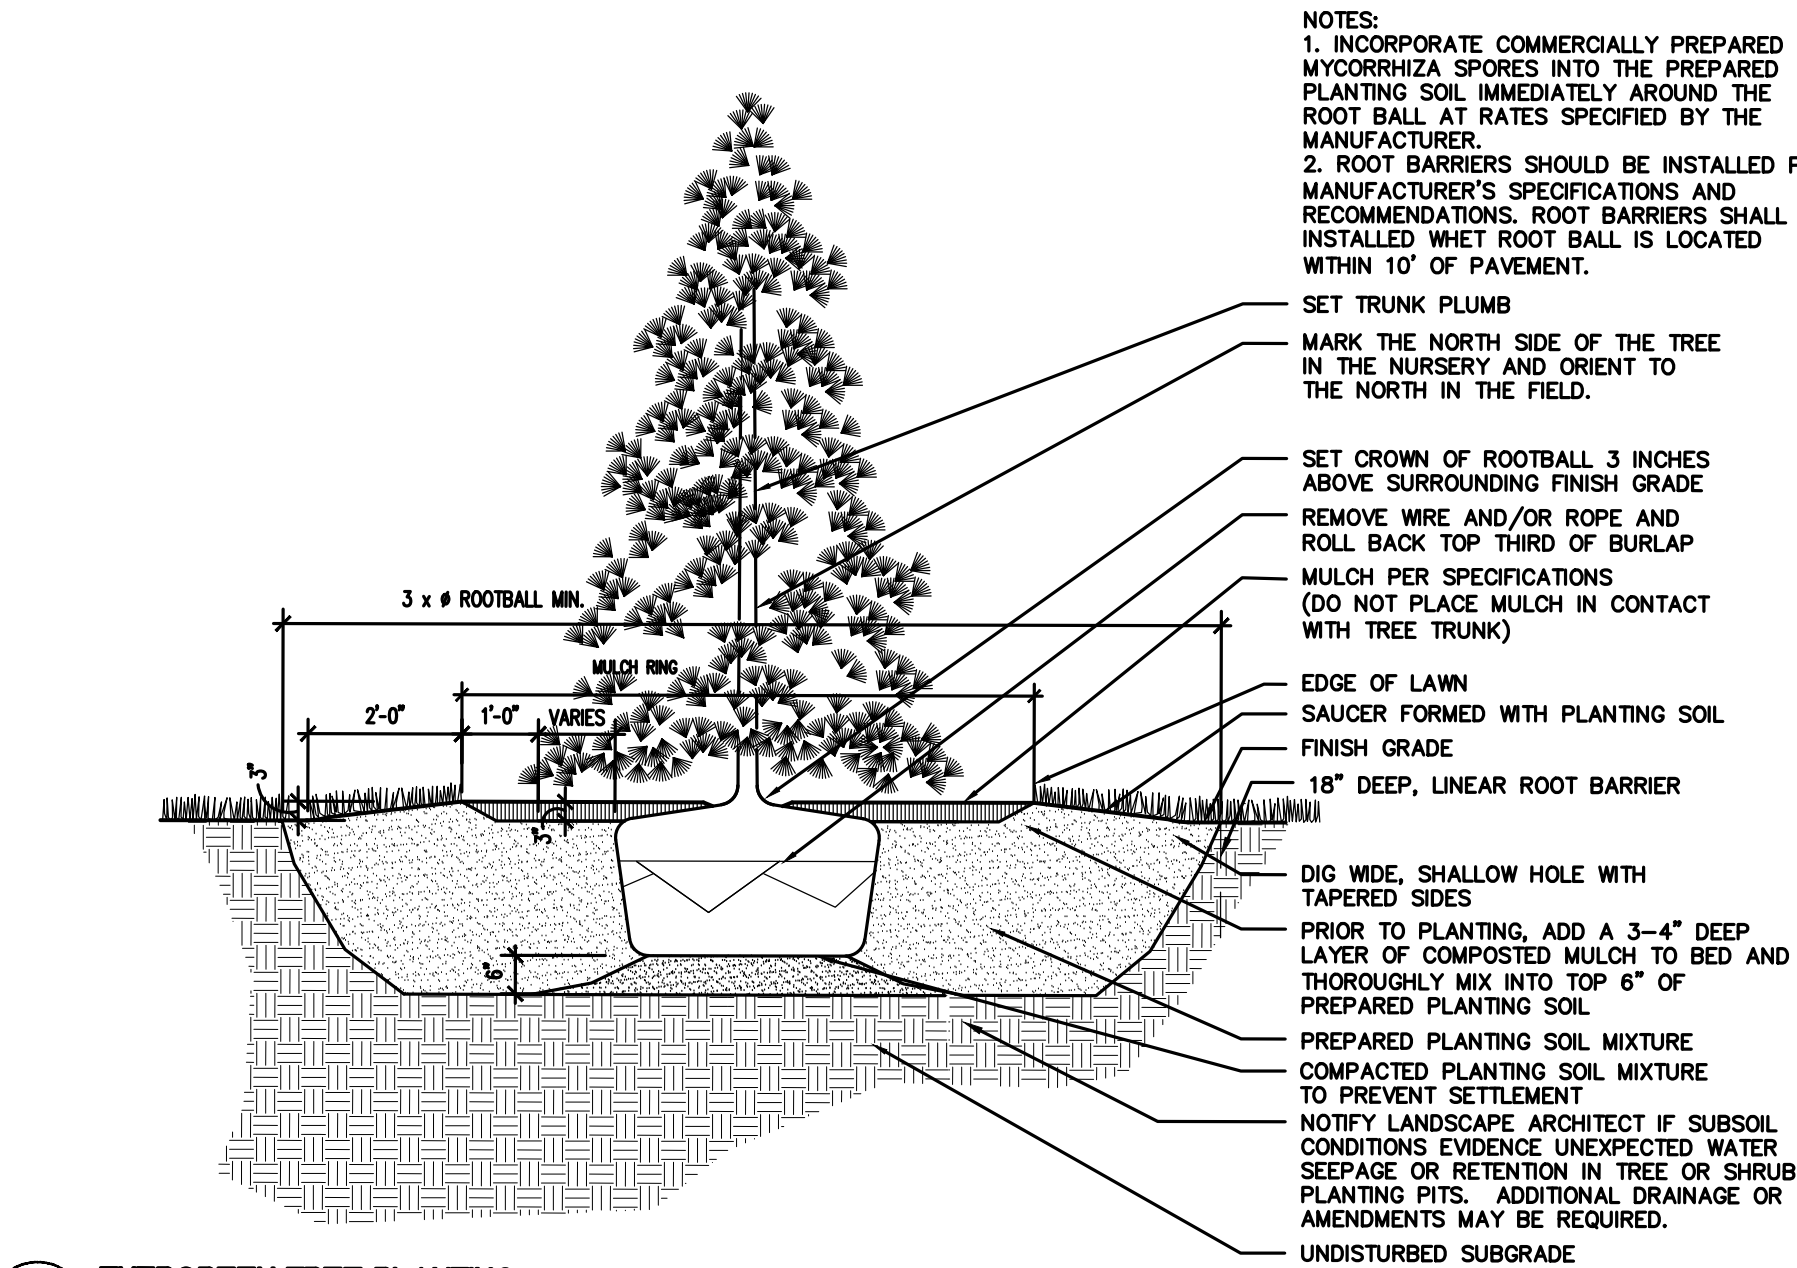 NOTES:
1. INCORPORATE COMMERCIALLY PREPARED
MYCORRHIZA SPORES INTO THE PREPARED
PLANTING SOIL IMMEDIATELY AROUND THE
ROOT BALL AT RATES SPECIFIED BY THE
MANUFACTURER.
2. ROOT BARRIERS SHOULD BE INSTALLED
MANUFACTURER'S SPECIFICATIONS AND
RECOMMENDATIONS. ROOT BARRIERS SHALL
INSTALLED WHET ROOT BALL IS LOCATED
WITHIN 10' OF PAVEMENT.
SET TRUNK PLUMB
MARK THE NORTH SIDE OF THE TREE
IN THE NURSERY AND ORIENT TO
THE NORTH IN THE FIELD.
SET CROWN OF ROOTBALL 3 INCHES
ABOVE SURROUNDING FINISH GRADE
REMOVE WIRE AND/OR ROPE AND
ROLL BACK TOP THIRD OF BURLAP
MULCH PER SPECIFICATIONS
(DO NOT PLACE MULCH IN CONTACT
WITH TREE TRUNK)
EDGE OF LAWN
SAUCER FORMED WITH PLANTING SOIL
FINISH GRADE
18" DEEP, LINEAR ROOT BARRIER
DIG WIDE, SHALLOW HOLE WITH
TAPERED SIDES
PRIOR TO PLANTING, ADD A 3-4" DEEP
LAYER OF COMPOSTED MULCH TO BED AND
THOROUGHLY MIX INTO TOP 6" OF
PREPARED PLANTING SOIL
PREPARED PLANTING SOIL MIXTURE
COMPACTED PLANTING SOIL MIXTURE
TO PREVENT SETTLEMENT
NOTIFY LANDSCAPE ARCHITECT IF SUBSOIL
CONDITIONS EVIDENCE UNEXPECTED WATER
SEEPAGE OR RETENTION IN TREE OR SHRUB
PLANTING PITS. ADDITIONAL DRAINAGE OR
AMENDMENTS MAY BE REQUIRED.
UNDISTURBED SUBGRADE
3 x ø ROOTBALL MIN.
MULCH RING
2'-0"
1'-0"
VARIES
3"
3"
6"